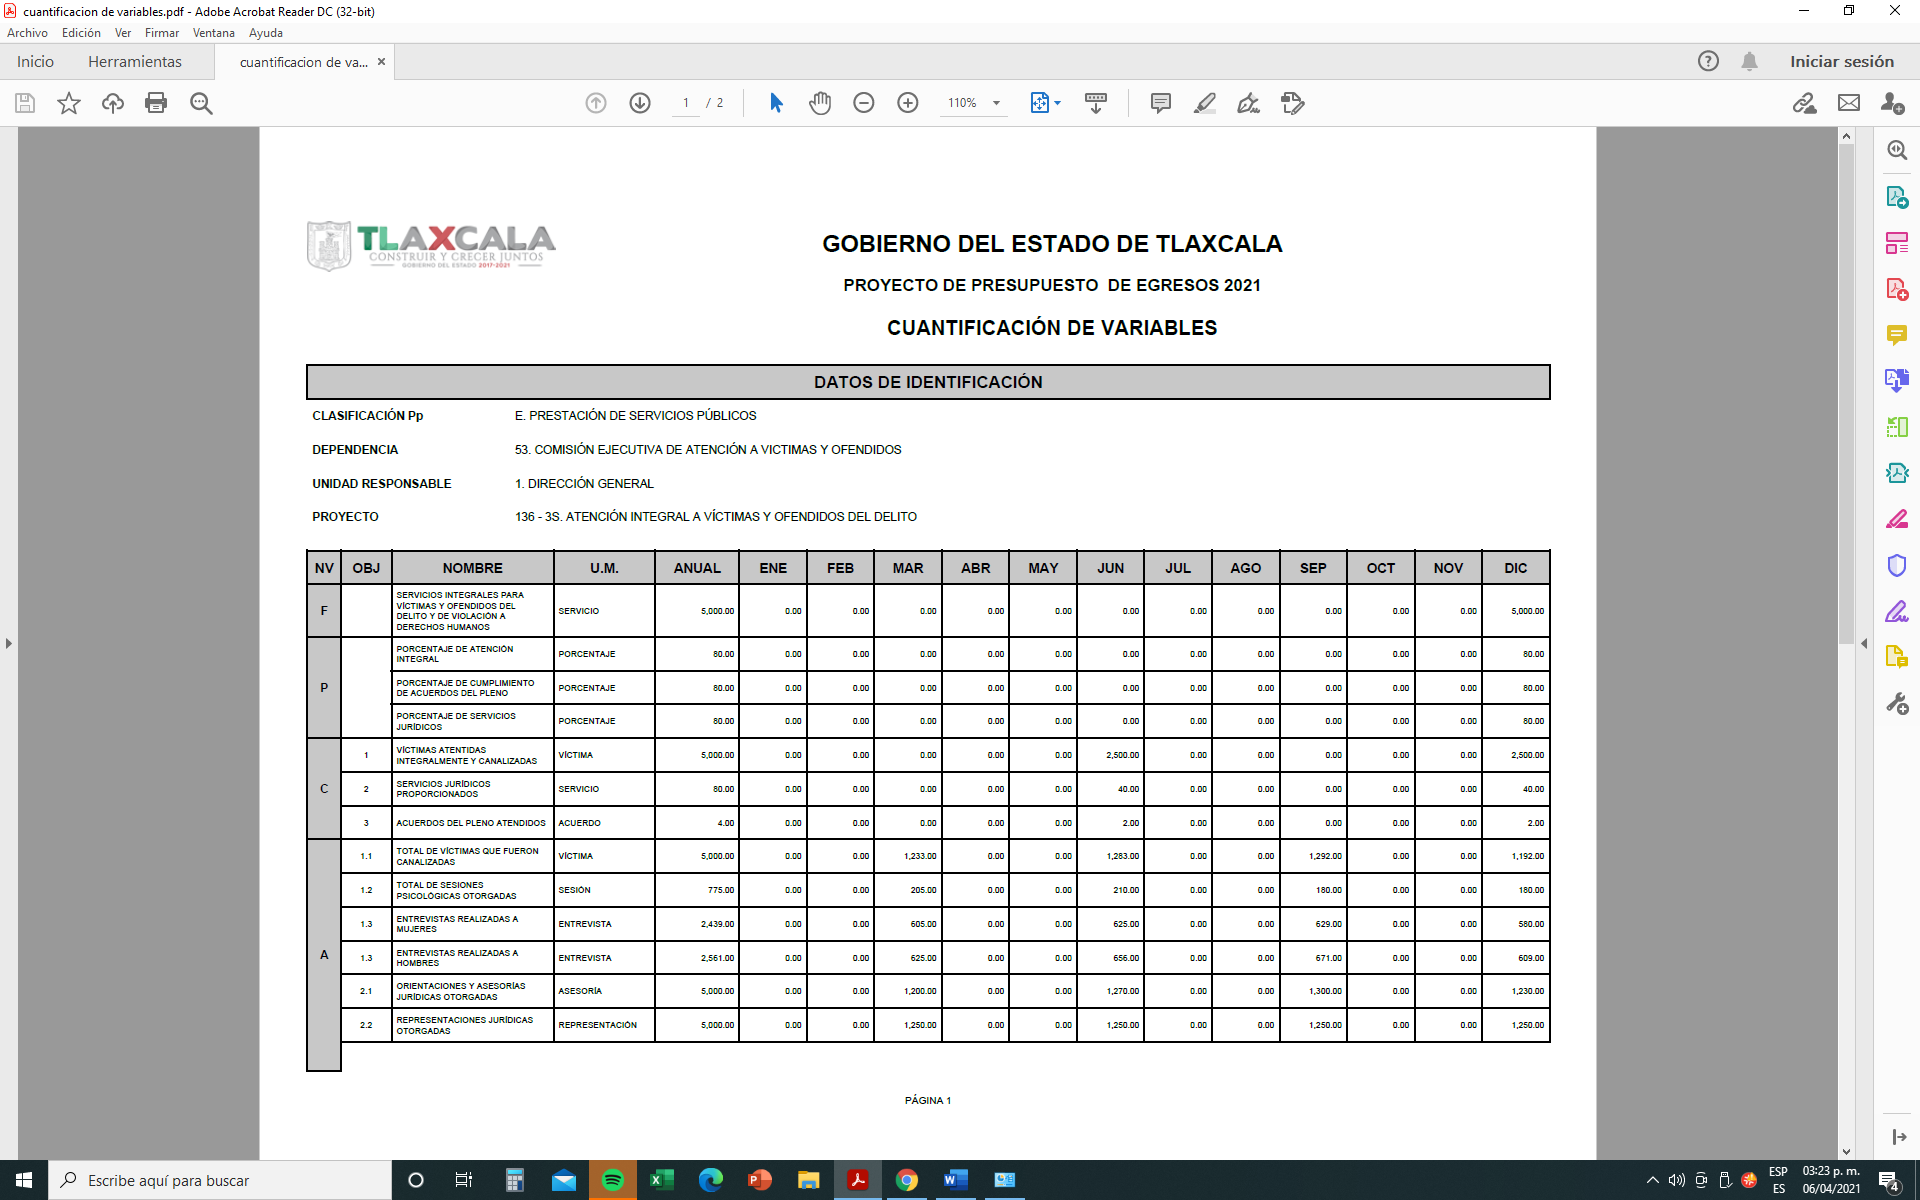 cuantificacion de variables.pdf - Adobe Acrobat Reader DC (32-bit)
Archivo Edición Ver Firmar Ventana Ayuda
Inicio Herramientas cuantificacion de va... × Iniciar sesión
1 / 2 110%
TLAXCALA
CONSTRUIR Y CRECER JUNTOS
GOBIERNO DEL ESTADO 2017-2021
GOBIERNO DEL ESTADO DE TLAXCALA
PROYECTO DE PRESUPUESTO DE EGRESOS 2021
CUANTIFICACIÓN DE VARIABLES
DATOS DE IDENTIFICACIÓN
CLASIFICACIÓN Pp E. PRESTACIÓN DE SERVICIOS PÚBLICOS
DEPENDENCIA 53. COMISIÓN EJECUTIVA DE ATENCIÓN A VICTIMAS Y OFENDIDOS
UNIDAD RESPONSABLE 1. DIRECCIÓN GENERAL
PROYECTO 136 - 3S. ATENCIÓN INTEGRAL A VÍCTIMAS Y OFENDIDOS DEL DELITO
NV OBJ NOMBRE U.M. ANUAL ENE FEB MAR ABR MAY JUN JUL AGO SEP OCT NOV DIC
F SERVICIOS INTEGRALES PARA VÍCTIMAS Y OFENDIDOS DEL DELITO Y DE VIOLACIÓN A DERECHOS HUMANOS SERVICIO 5,000.00 0.00 0.00 0.00 0.00 0.00 0.00 0.00 0.00 0.00 0.00 0.00 5,000.00
P PORCENTAJE DE ATENCIÓN INTEGRAL PORCENTAJE 80.00 0.00 0.00 0.00 0.00 0.00 0.00 0.00 0.00 0.00 0.00 0.00 80.00
PORCENTAJE DE CUMPLIMIENTO DE ACUERDOS DEL PLENO PORCENTAJE 80.00 0.00 0.00 0.00 0.00 0.00 0.00 0.00 0.00 0.00 0.00 0.00 80.00
PORCENTAJE DE SERVICIOS JURÍDICOS PORCENTAJE 80.00 0.00 0.00 0.00 0.00 0.00 0.00 0.00 0.00 0.00 0.00 0.00 80.00
C 1 VÍCTIMAS ATENTIDAS INTEGRALMENTE Y CANALIZADAS VÍCTIMA 5,000.00 0.00 0.00 0.00 0.00 0.00 2,500.00 0.00 0.00 0.00 0.00 0.00 2,500.00
2 SERVICIOS JURÍDICOS PROPORCIONADOS SERVICIO 80.00 0.00 0.00 0.00 0.00 0.00 40.00 0.00 0.00 0.00 0.00 0.00 40.00
3 ACUERDOS DEL PLENO ATENDIDOS ACUERDO 4.00 0.00 0.00 0.00 0.00 0.00 2.00 0.00 0.00 0.00 0.00 0.00 2.00
A 1.1 TOTAL DE VÍCTIMAS QUE FUERON CANALIZADAS VÍCTIMA 5,000.00 0.00 0.00 1,233.00 0.00 0.00 1,283.00 0.00 0.00 1,292.00 0.00 0.00 1,192.00
1.2 TOTAL DE SESIONES PSICOLÓGICAS OTORGADAS SESIÓN 775.00 0.00 0.00 205.00 0.00 0.00 210.00 0.00 0.00 180.00 0.00 0.00 180.00
1.3 ENTREVISTAS REALIZADAS A MUJERES ENTREVISTA 2,439.00 0.00 0.00 605.00 0.00 0.00 625.00 0.00 0.00 629.00 0.00 0.00 580.00
1.3 ENTREVISTAS REALIZADAS A HOMBRES ENTREVISTA 2,561.00 0.00 0.00 625.00 0.00 0.00 656.00 0.00 0.00 671.00 0.00 0.00 609.00
2.1 ORIENTACIONES Y ASESORÍAS JURÍDICAS OTORGADAS ASESORÍA 5,000.00 0.00 0.00 1,200.00 0.00 0.00 1,270.00 0.00 0.00 1,300.00 0.00 0.00 1,230.00
2.2 REPRESENTACIONES JURÍDICAS OTORGADAS REPRESENTACIÓN 5,000.00 0.00 0.00 1,250.00 0.00 0.00 1,250.00 0.00 0.00 1,250.00 0.00 0.00 1,250.00
PÁGINA 1
Escribe aquí para buscar
ESP 03:23 p. m.
ES 06/04/2021 4